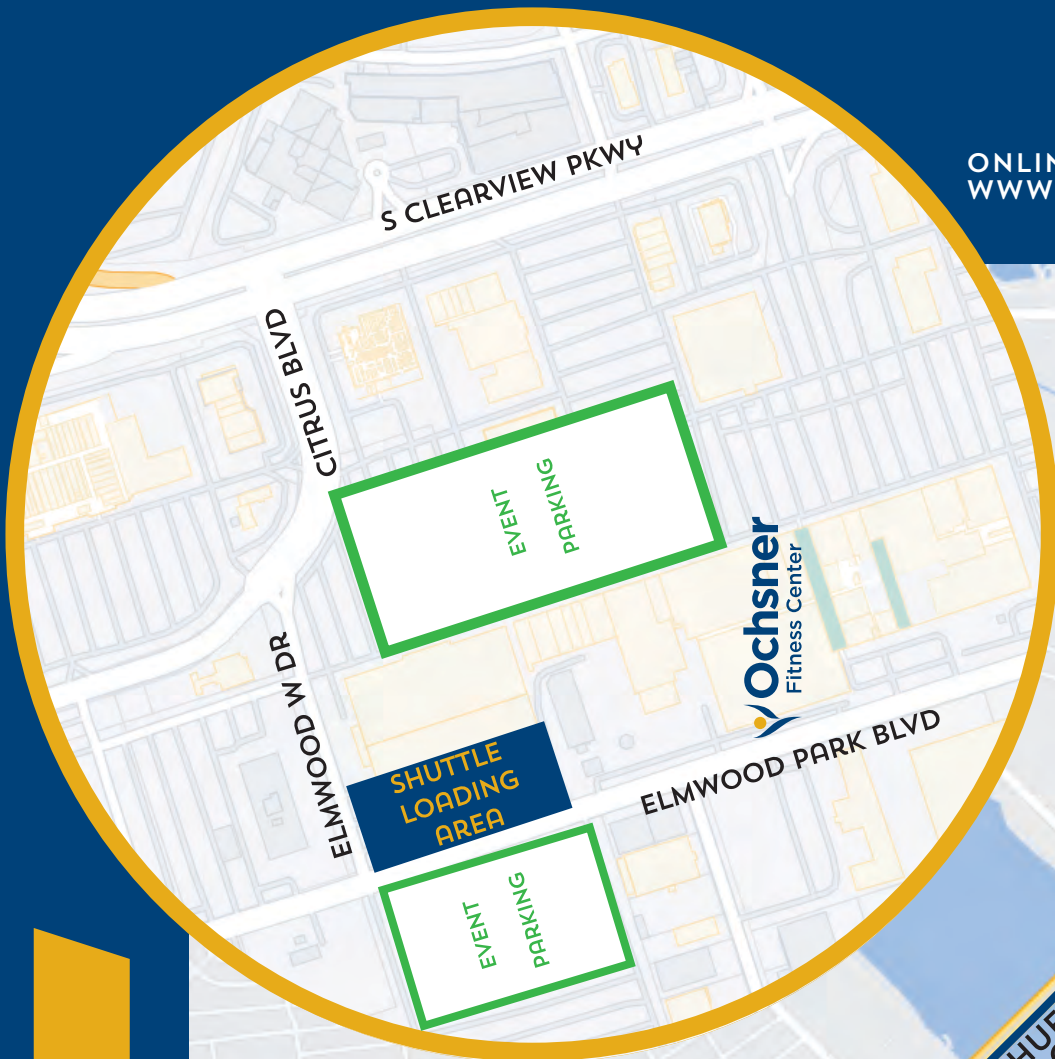 ONLIN
WWW
S CLEARVIEW PKWY
CITRUS BLVD
EVENT
PARKING
Ochsner
Fitness Center
ELMWOOD W DR
SHUTTLE
LOADING
AREA
ELMWOOD PARK BLVD
EVENT
PARKING